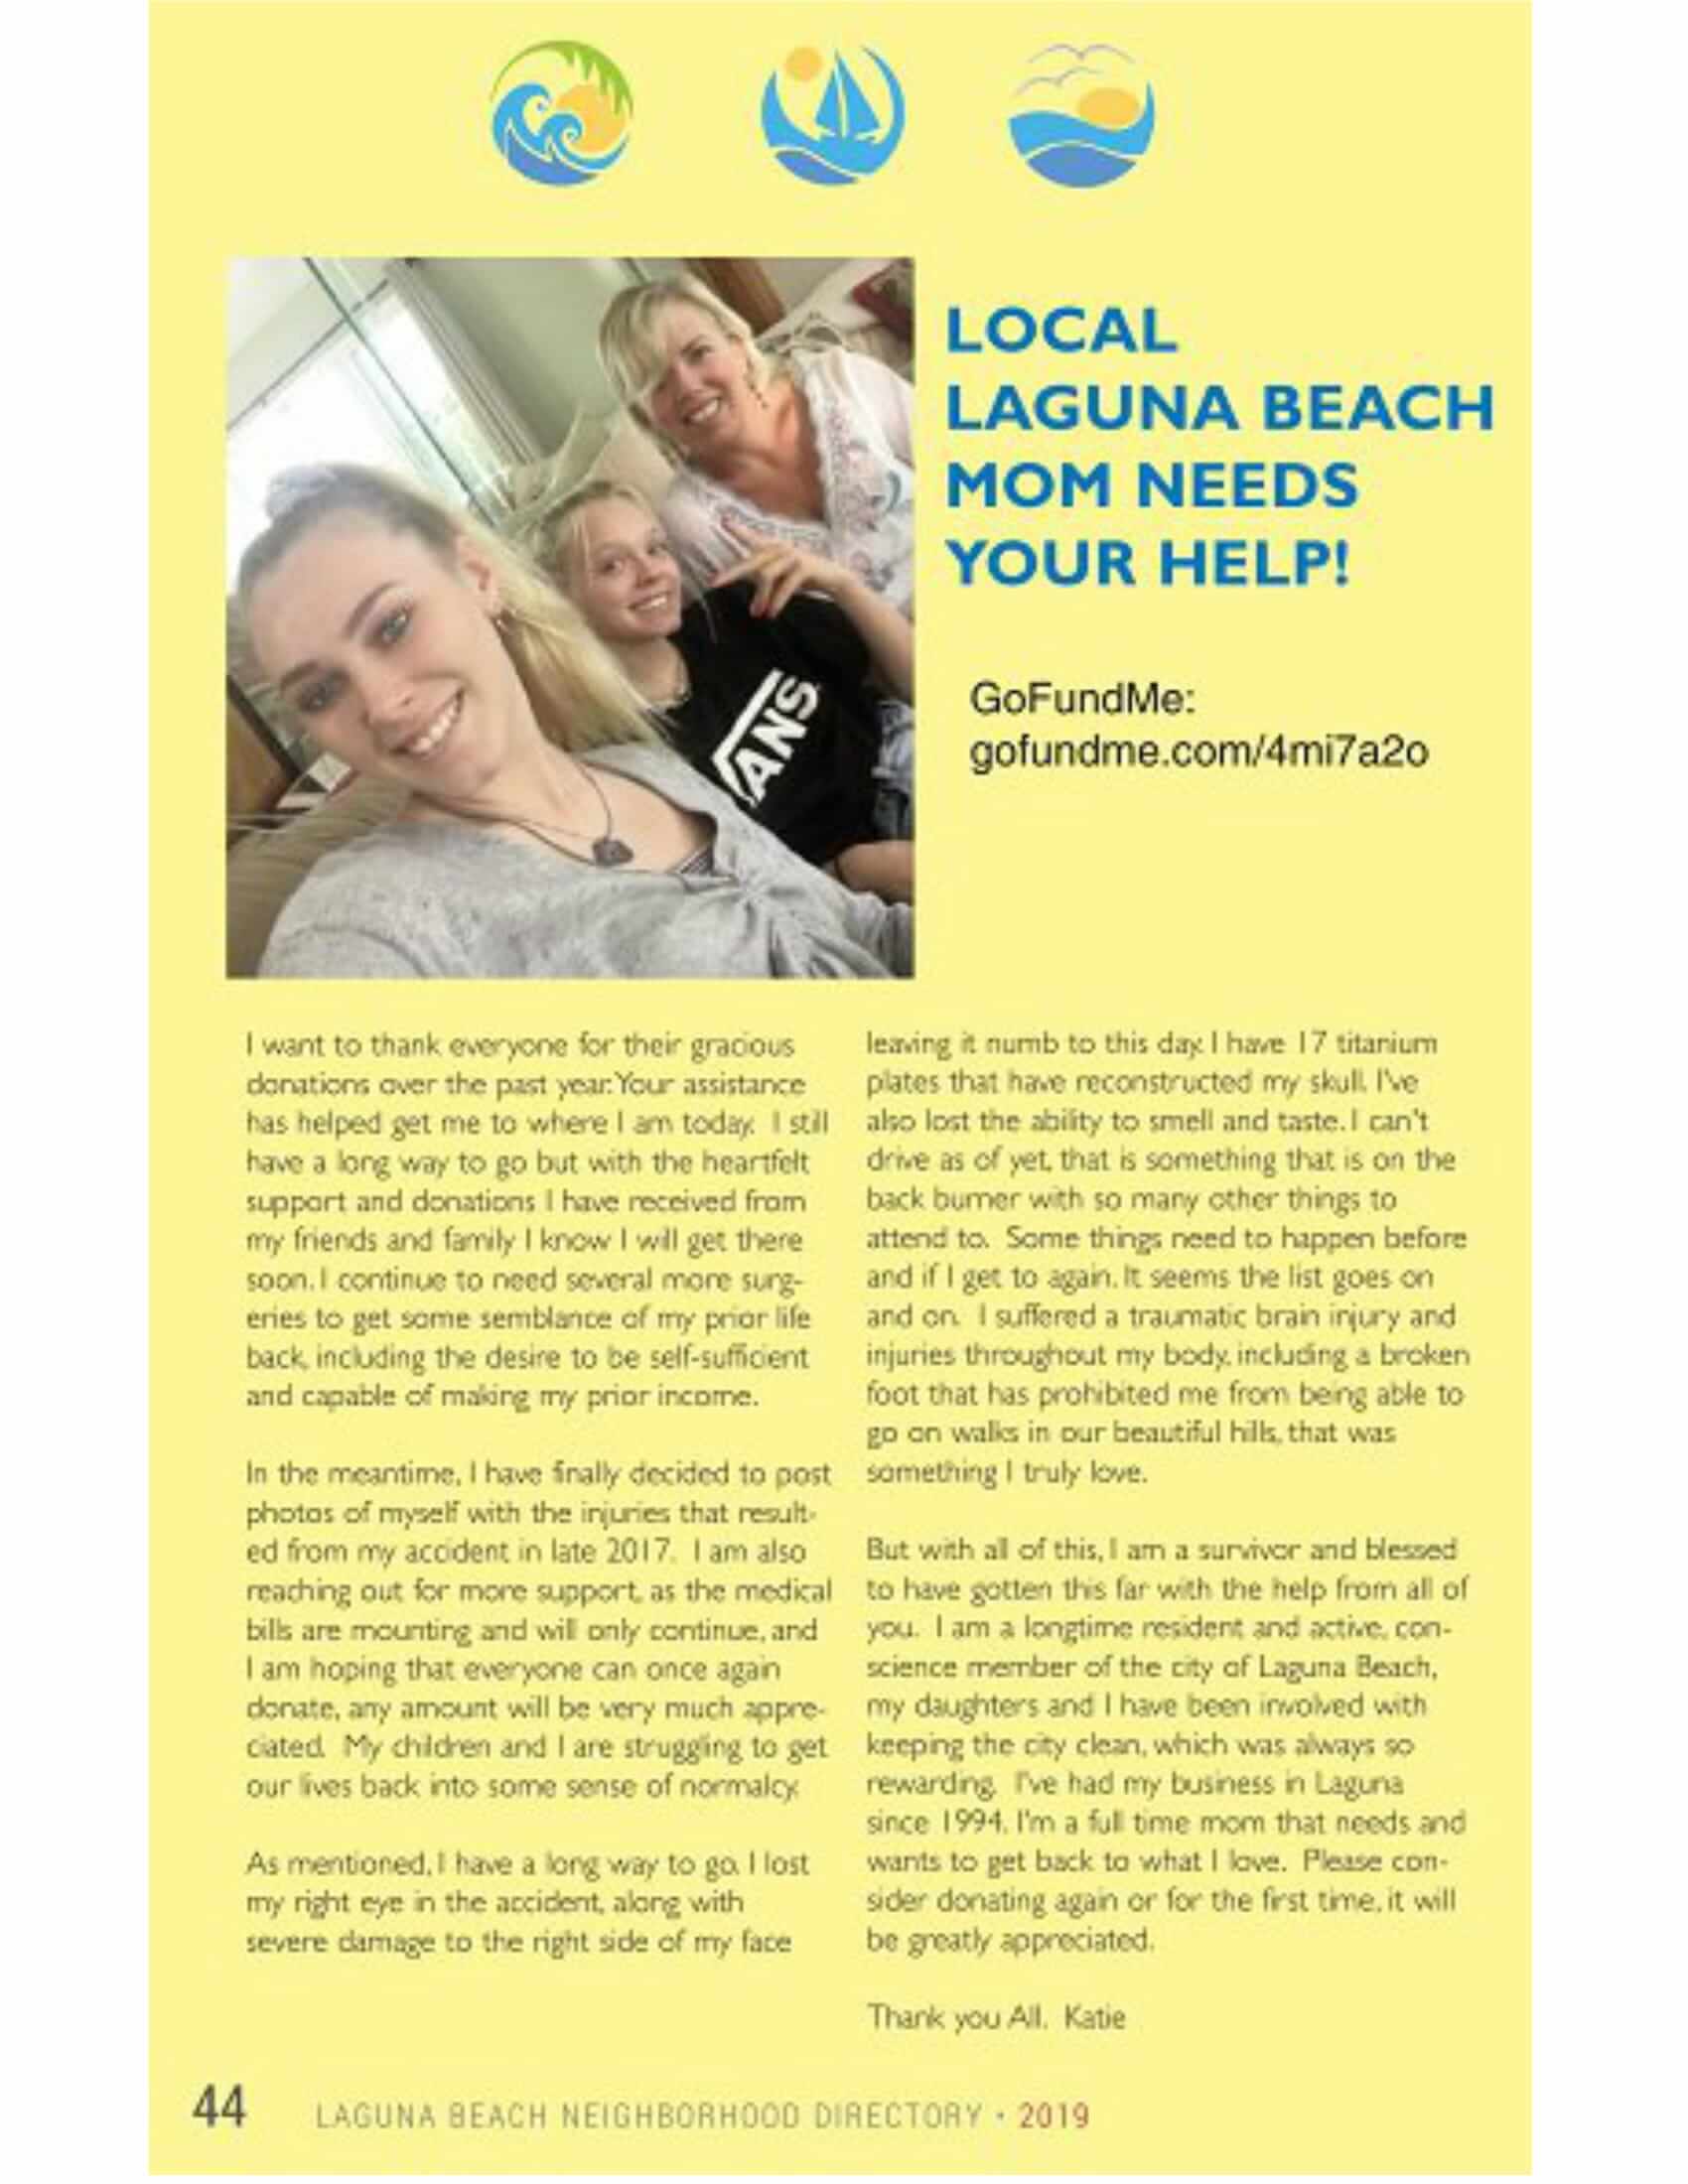 LOCAL
LAGUNA BEACH
MOM NEEDS
YOUR HELP!
GoFundMe:
gofundme.com/4mi7a2o
VANS
I want to thank everyone for their gracious
donations over the past year. Your assistance
has helped get me to where I am today. I still
have a long way to go but with the heartfelt
support and donations I have received from
my friends and family I know I will get there
soon. I continue to need several more surg-
eries to get some semblance of my prior life
back, including the desire to be self-sufficient
and capable of making my prior income.
In the meantime, I have finally decided to post
photos of myself with the injuries that result-
ed from my accident in late 2017. I am also
reaching out for more support, as the medical
bills are mounting and will only continue, and
I am hoping that everyone can once again
donate, any amount will be very much appre-
ciated. My children and I are struggling to get
our lives back into some sense of normalcy.
As mentioned, I have a long way to go. I lost
my right eye in the accident, along with
severe damage to the right side of my face
leaving it numb to this day. I have 17 titanium
plates that have reconstructed my skull. I've
also lost the ability to smell and taste. I can't
drive as of yet, that is something that is on the
back burner with so many other things to
attend to. Some things need to happen before
and if I get to again. It seems the list goes on
and on. I suffered a traumatic brain injury and
injuries throughout my body, including a broken
foot that has prohibited me from being able to
go on walks in our beautiful hills, that was
something I truly love.
But with all of this, I am a survivor and blessed
to have gotten this far with the help from all of
you. I am a longtime resident and active, con-
science member of the city of Laguna Beach,
my daughters and I have been involved with
keeping the city clean, which was always so
rewarding. I've had my business in Laguna
since 1994. I'm a full time mom that needs and
wants to get back to what I love. Please con-
sider donating again or for the first time, it will
be greatly appreciated.
Thank you All. Katie
44 LAGUNA BEACH NEIGHBORHOOD DIRECTORY • 2019